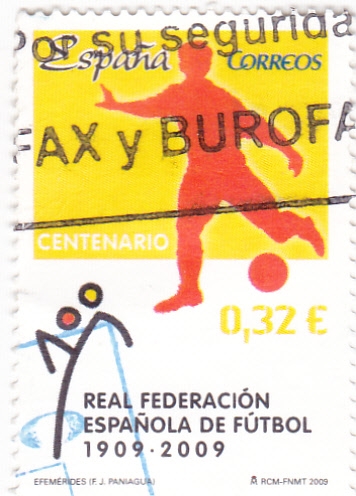 Por su segurida
España CORREOS
FAX y BUROFA
CENTENARIO
0,32 €
REAL FEDERACIÓN
ESPAÑOLA DE FÚTBOL
1909 · 2009
EFEMÉRIDES (F. J. PANIAGUA) RCM-FNMT 2009